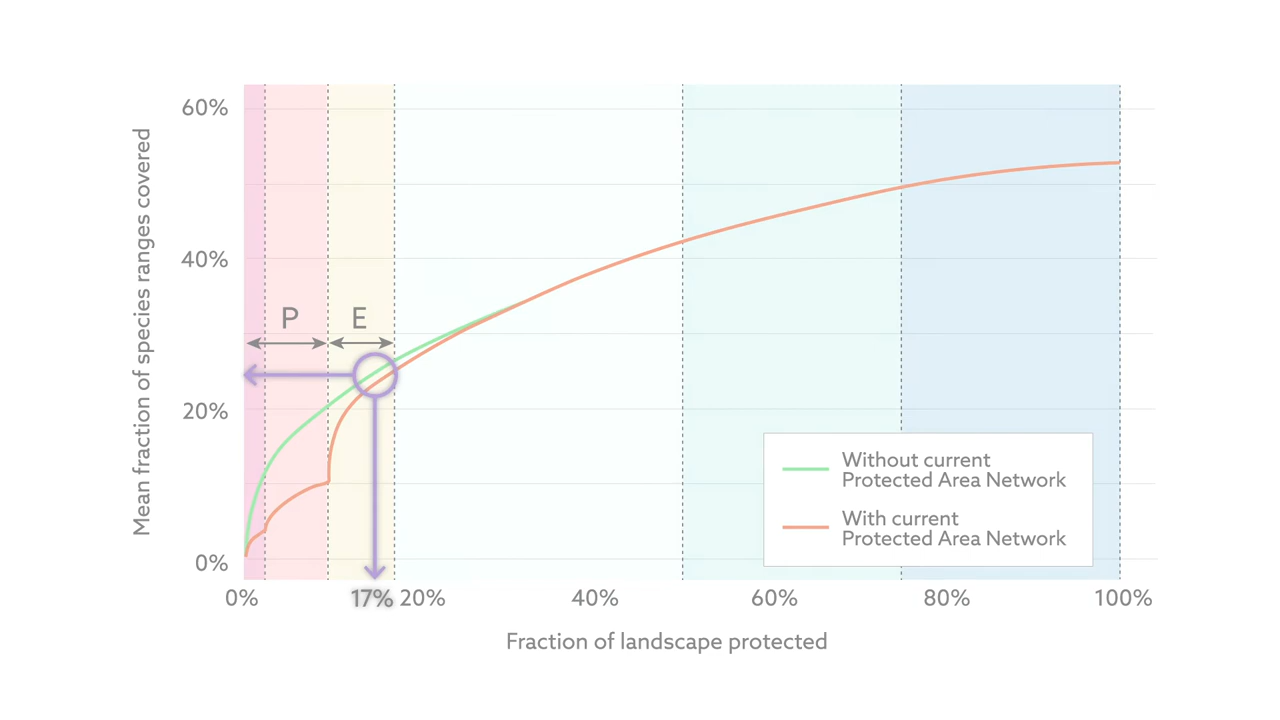 60%
40%
20%
0%
Mean fraction of species ranges covered
P
E
Without current
Protected Area Network
With current
Protected Area Network
0%
17%
20%
40%
60%
80%
100%
Fraction of landscape protected